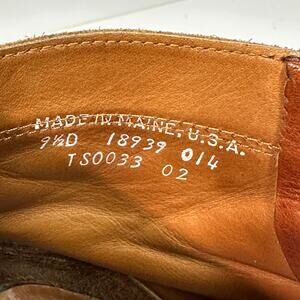 MADE IN MAINE, U.S.A.
9½D 18939 014
TS0033 02